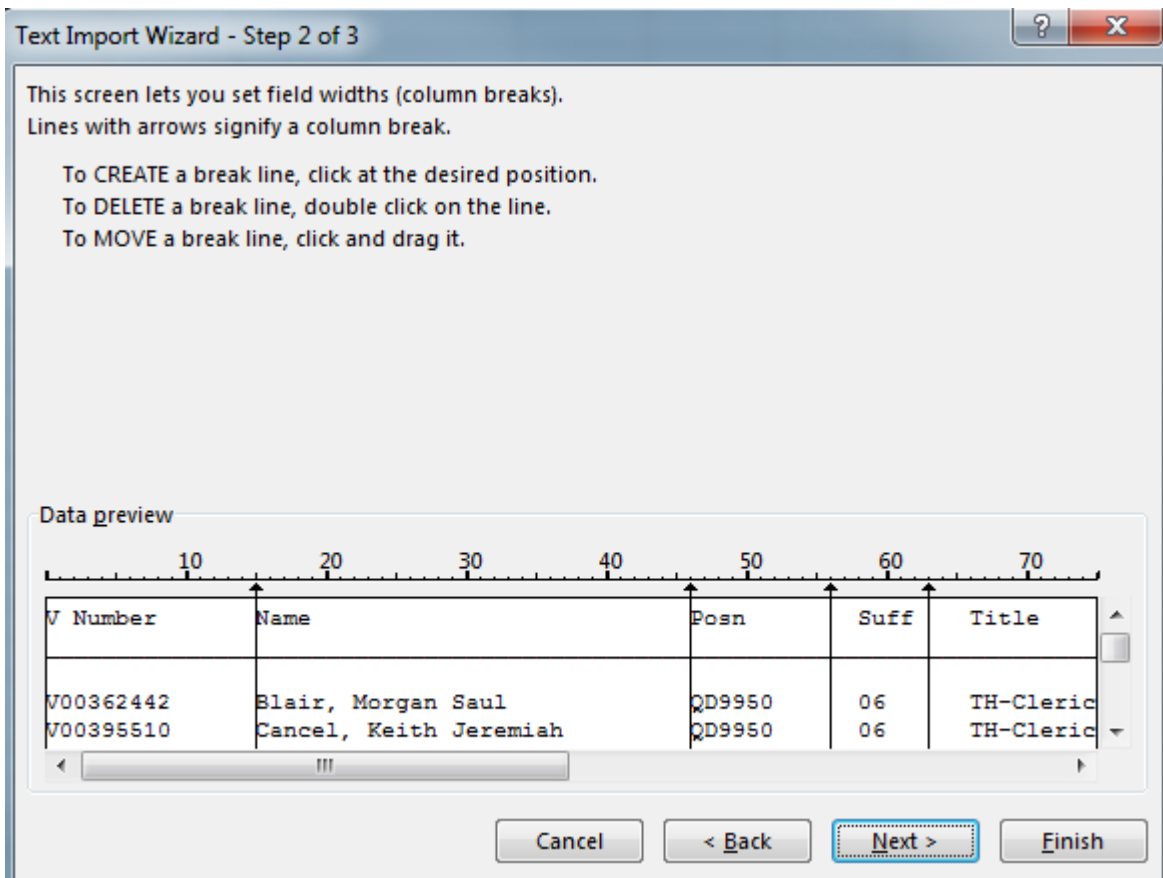 Text Import Wizard - Step 2 of 3
This screen lets you set field widths (column breaks).
Lines with arrows signify a column break.
To CREATE a break line, click at the desired position.
To DELETE a break line, double click on the line.
To MOVE a break line, click and drag it.
Data preview
10 20 30 40 50 60 70
V Number Name Posn Suff Title
V00362442 Blair, Morgan Saul QD9950 06 TH-Cleric
V00395510 Cancel, Keith Jeremiah QD9950 06 TH-Cleric
Cancel < Back Next > Finish